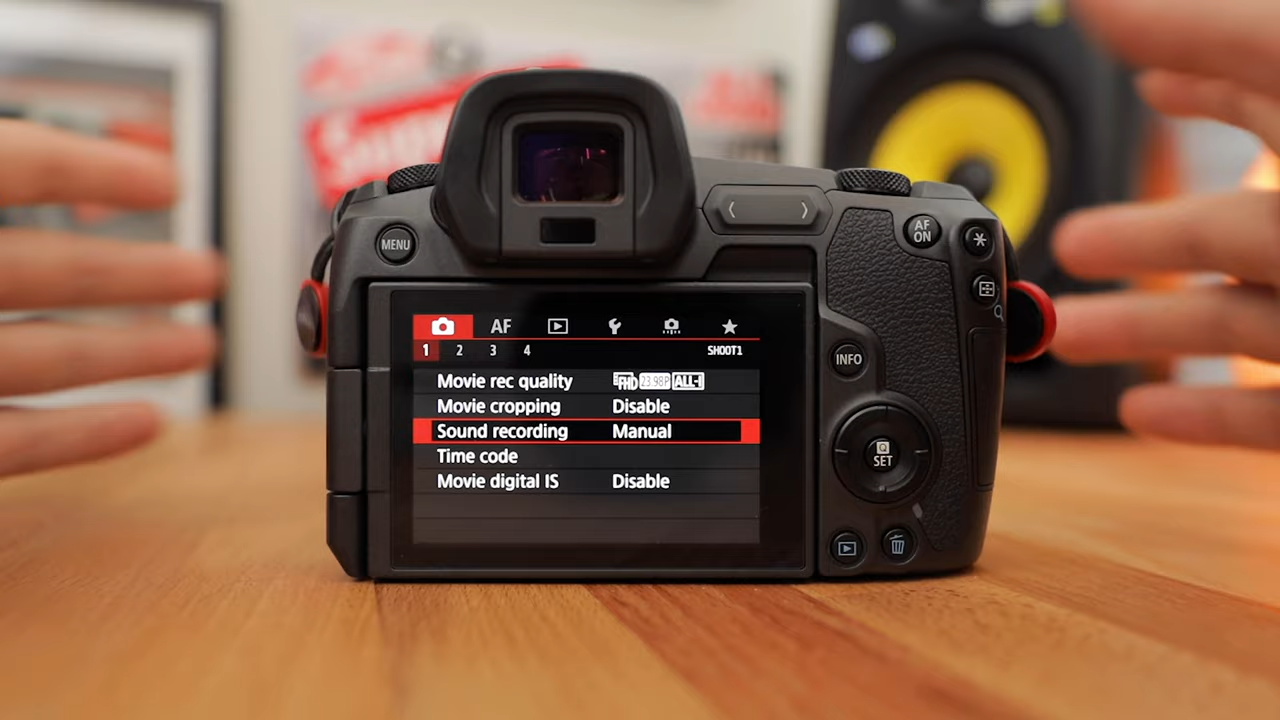 MENU
AF
ON
AF
1 2 3 4
SHOOT1
Movie rec quality FHD 23.98P ALL-I
Movie cropping Disable
Sound recording Manual
Time code
Movie digital IS Disable
INFO
Q
SET